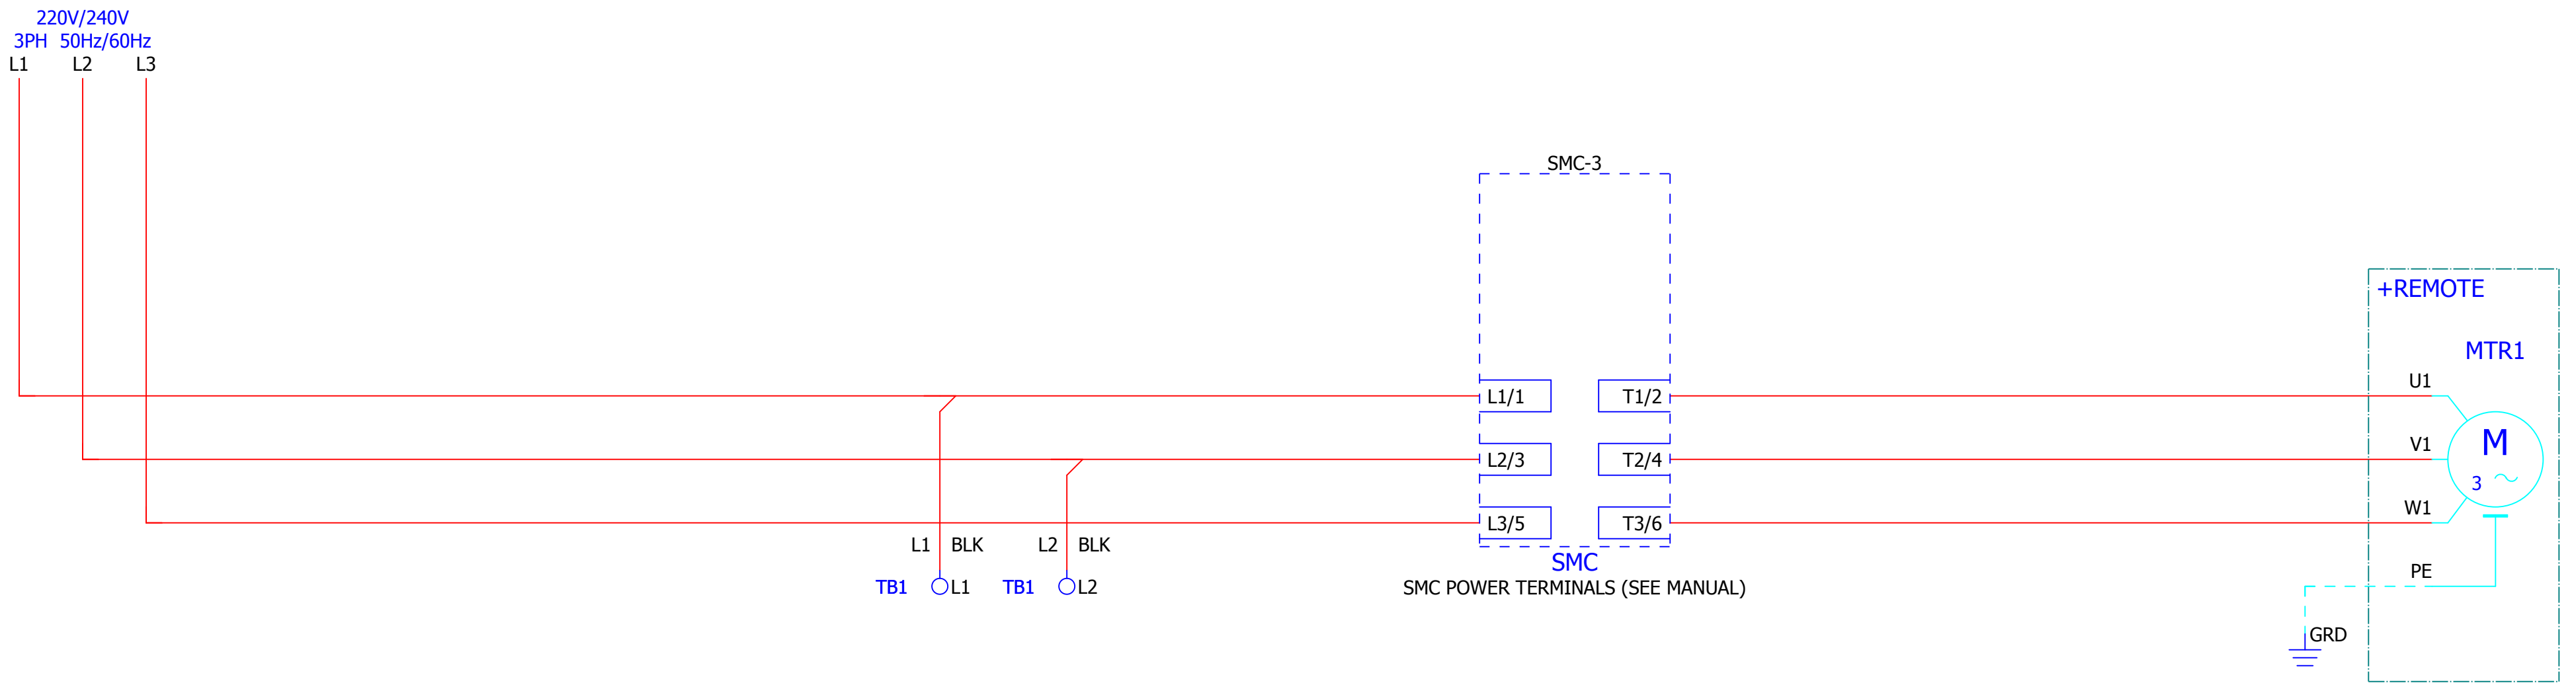 220V/240V
3PH 50Hz/60Hz
L1 L2 L3
SMC-3
+REMOTE
MTR1
U1
L1/1 T1/2
V1
M
3
L2/3 T2/4
W1
L3/5 T3/6
L1 BLK L2 BLK
SMC
PE
TB1 L1 TB1 L2
SMC POWER TERMINALS (SEE MANUAL)
GRD